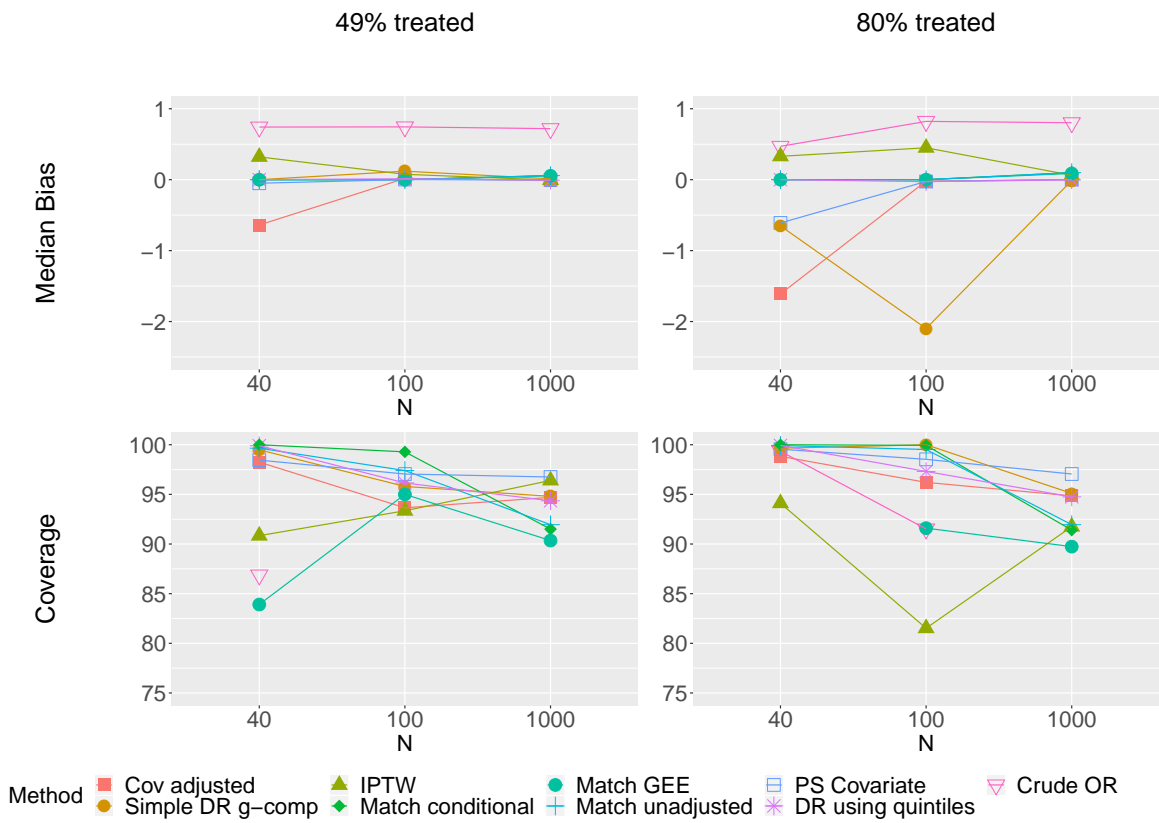 49% treated
80% treated
Median Bias
1
0
−1
−2
40
100
1000
N
1
0
−1
−2
40
100
1000
N
Coverage
100
95
90
85
80
75
40
100
1000
N
100
95
90
85
80
75
40
100
1000
N
Method
Cov adjusted
IPTW
Match GEE
PS Covariate
Crude OR
Simple DR g−comp
Match conditional
Match unadjusted
DR using quintiles